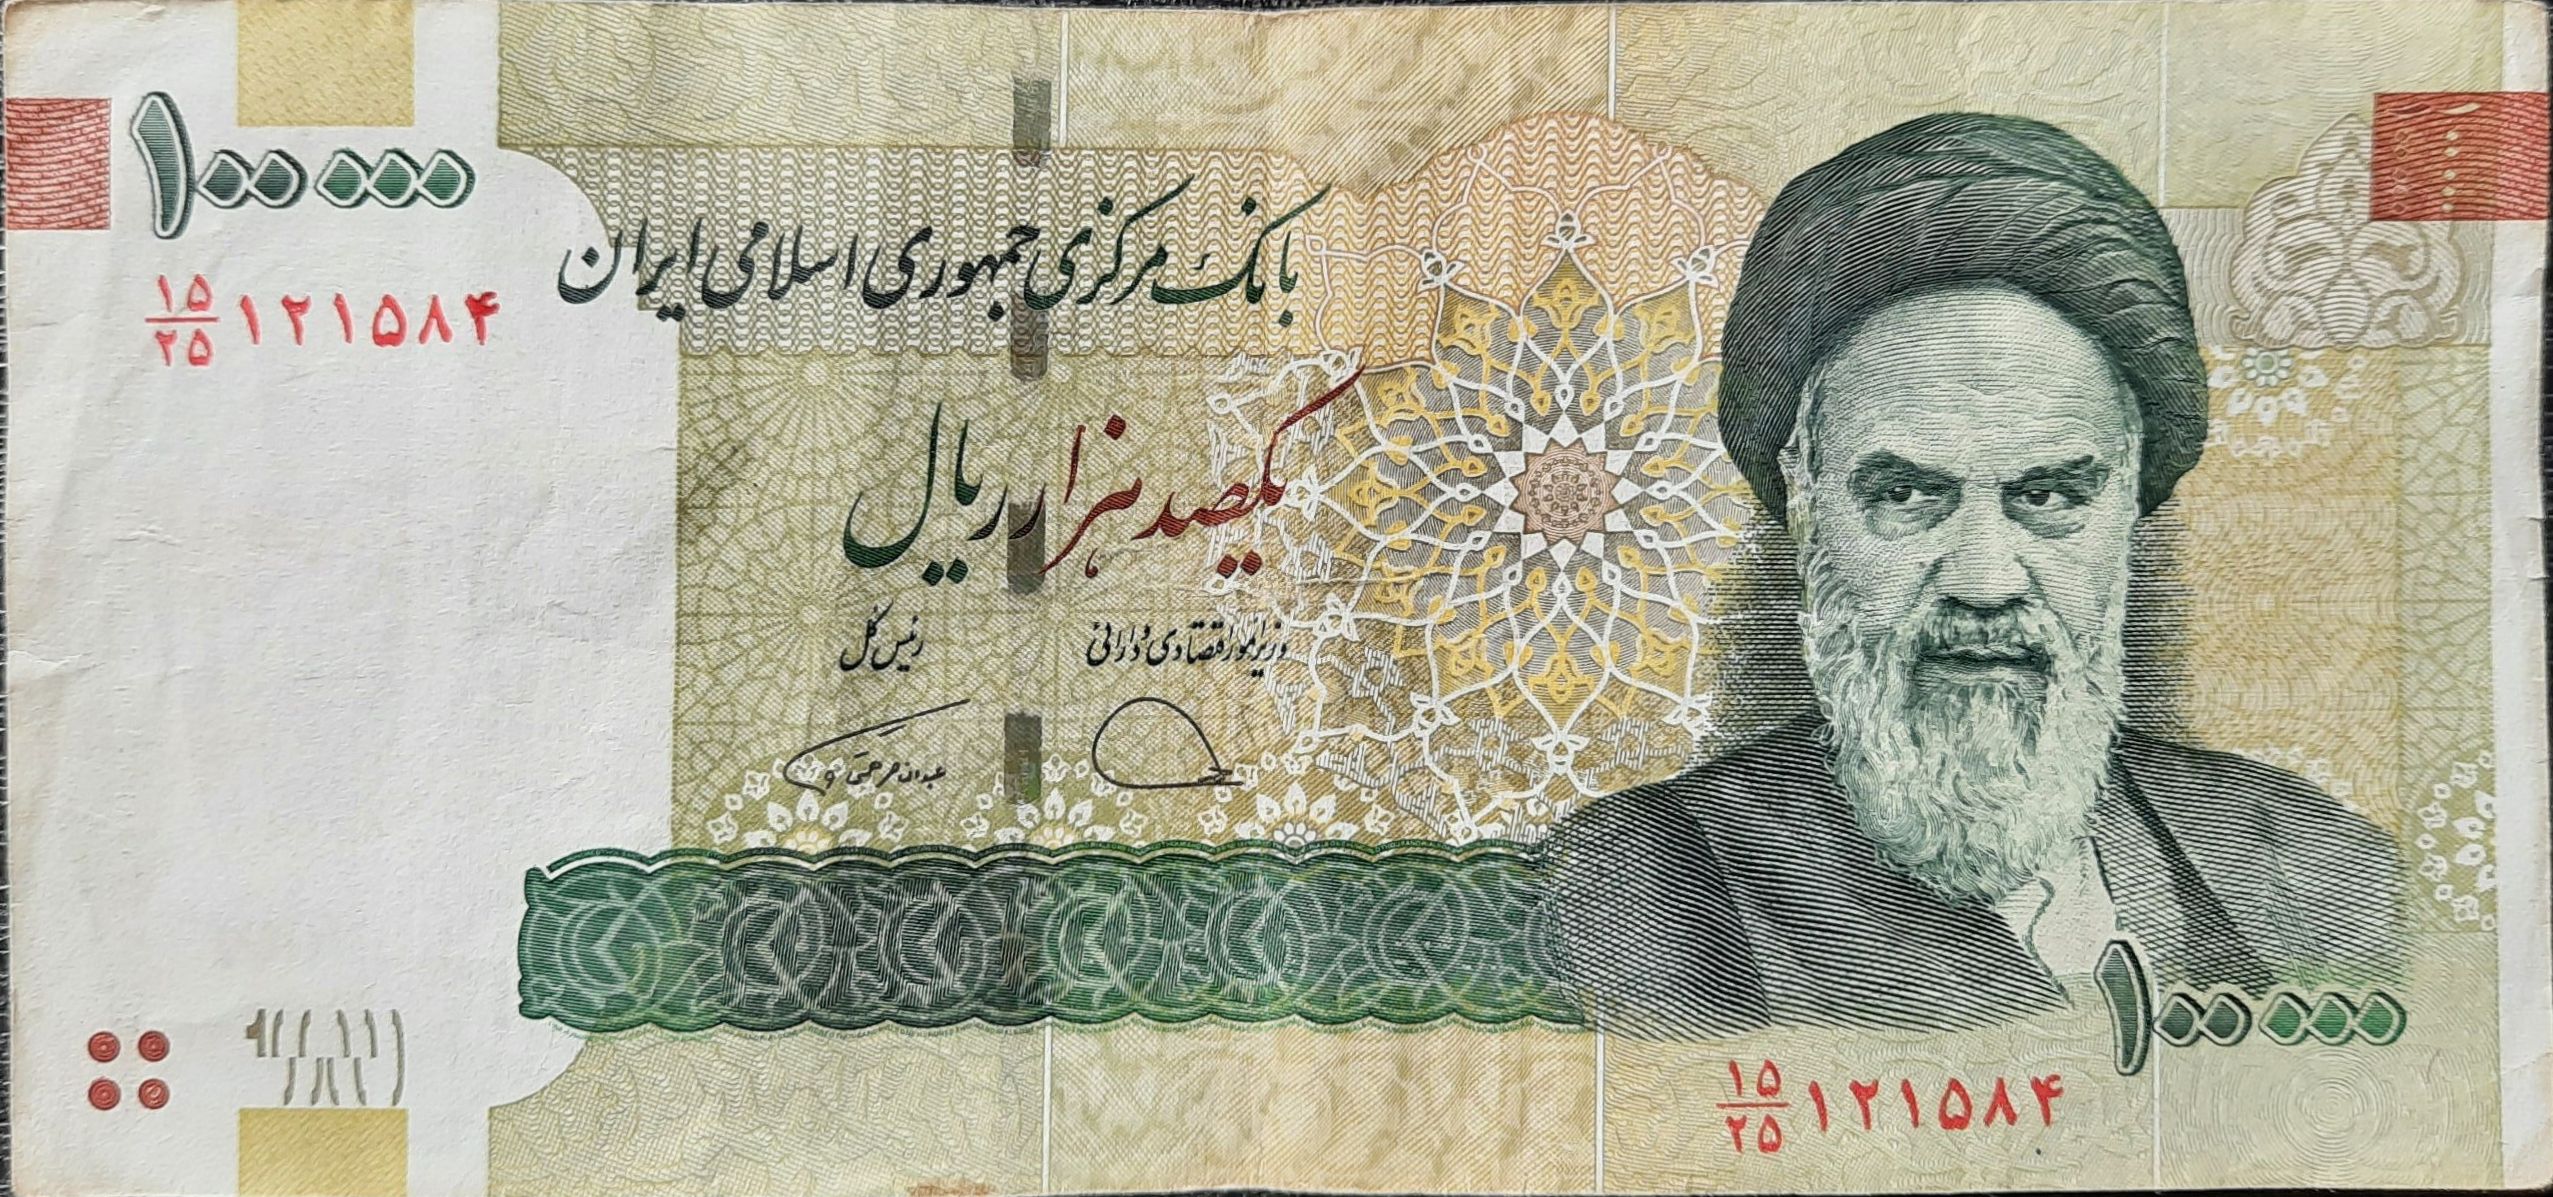 ۱۰۰۰۰۰
۱۵/۲۵ ۱۲۱۵۸۴
بانک مرکزی جمهوری اسلامی ایران
یکصد هزار ریال
وزیر امور اقتصادی و دارائی
رئیس کل
۱۰۰۰۰۰
۱۵/۲۵ ۱۲۱۵۸۴